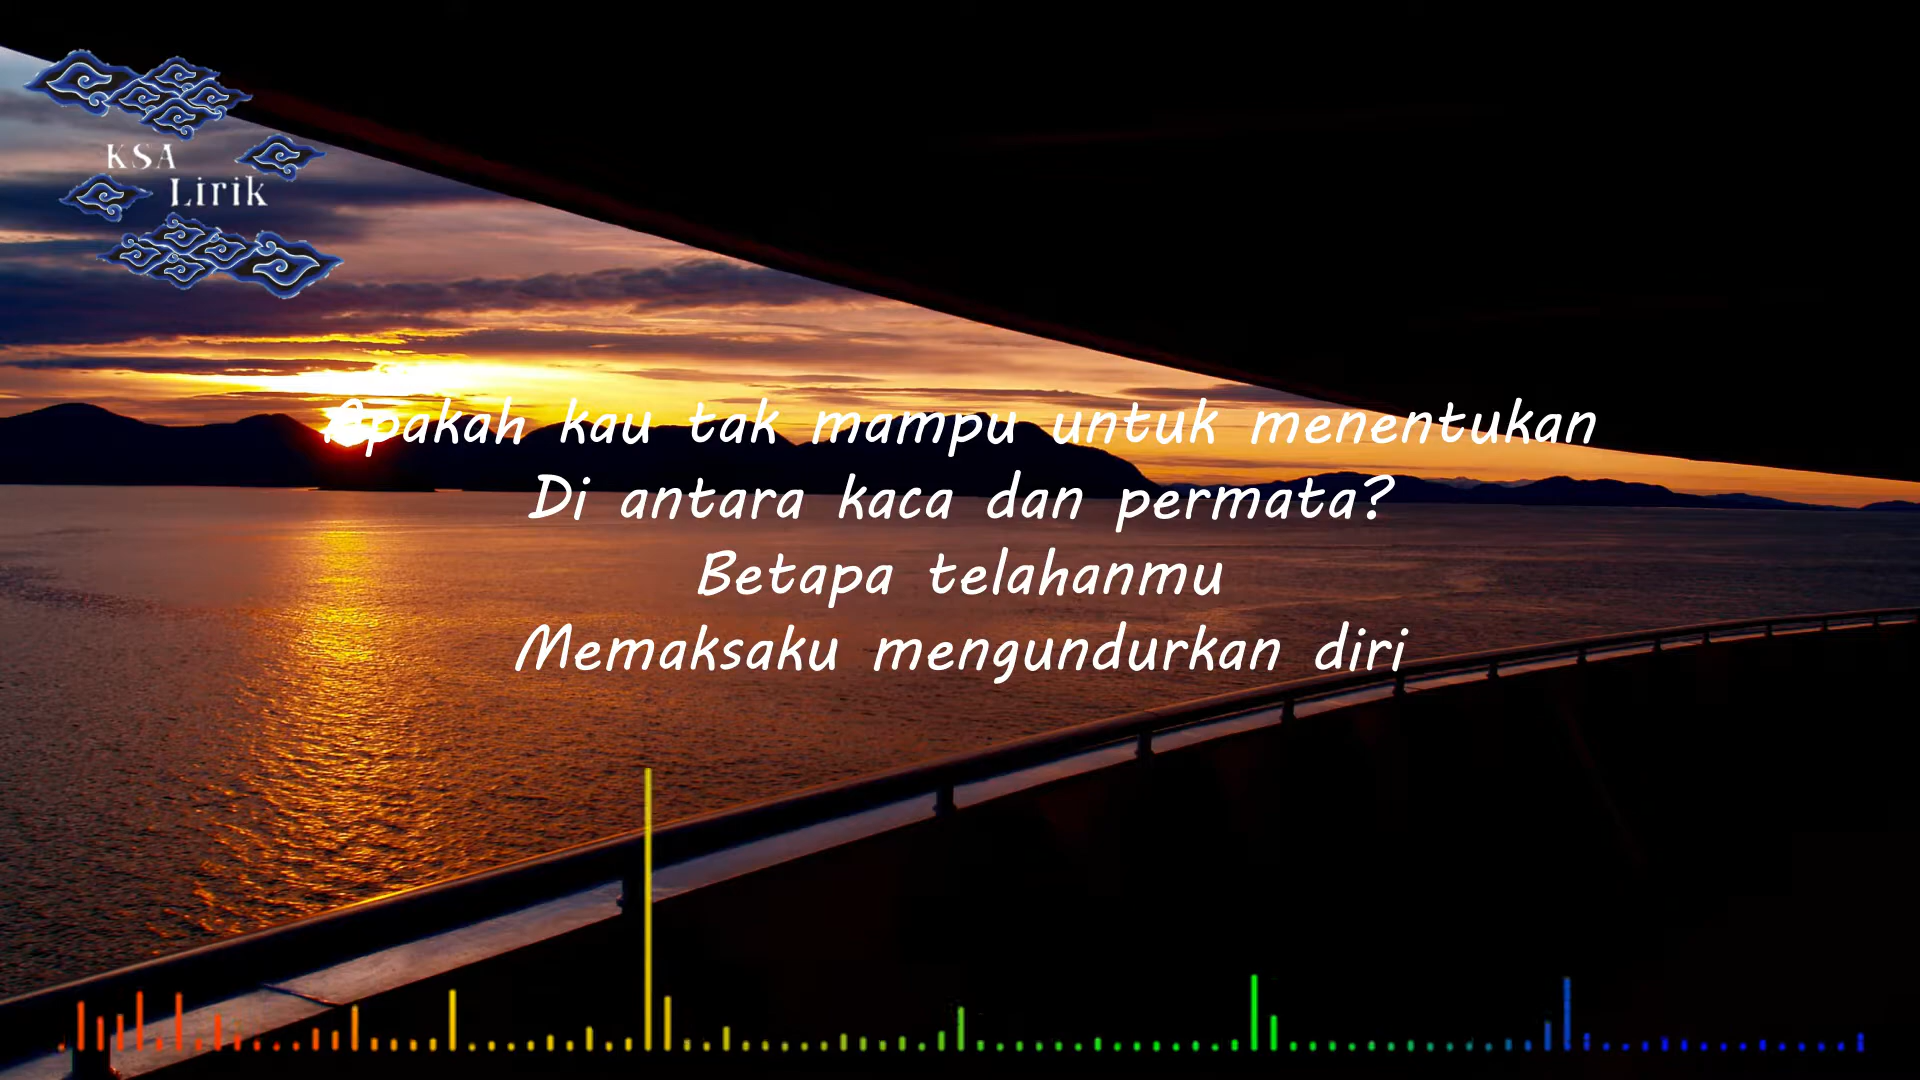 KSA
Lirik
Apakah kau tak mampu untuk menentukan
Di antara kaca dan permata?
Betapa telahanmu
Memaksaku mengundurkan diri